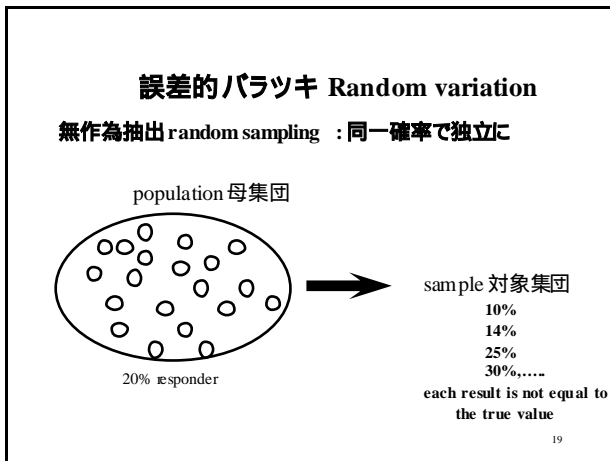 誤差的バラツキ Random variation
無作為抽出 random sampling : 同一確率で独立に
population 母集団
sample 対象集団
10%
14%
25%
30%,.....
20% responder
each result is not equal to
the true value
19